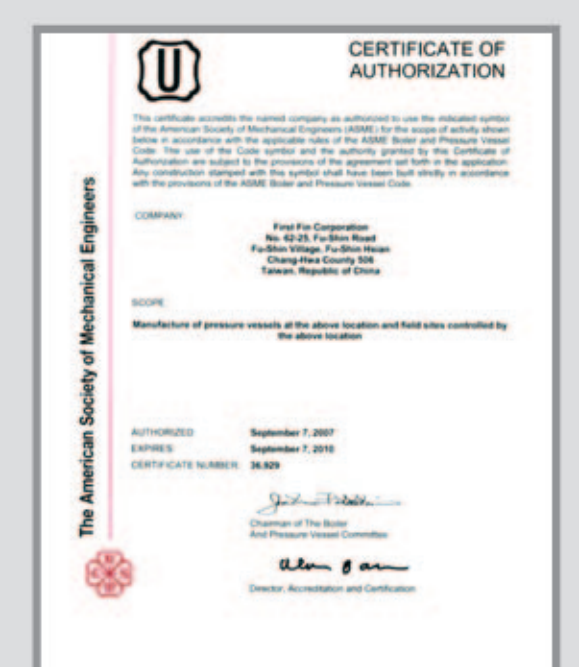 U
CERTIFICATE OF
AUTHORIZATION
This certificate accredits the named company as authorized to use the indicated symbol
of the American Society of Mechanical Engineers (ASME) for the scope of activity shown
below in accordance with the applicable rules of the ASME Boiler and Pressure Vessel
Code. The use of the Code symbol and the authority granted by this Certificate of
Authorization are subject to the provisions of the agreement set forth in the application.
Any construction stamped with this symbol shall have been built strictly in accordance
with the provisions of the ASME Boiler and Pressure Vessel Code.
COMPANY:
First Fin Corporation
No. 62-25, Fu-Shin Road
Fu-Shin Village, Fu-Shin Hsian
Chang-Hwa County 506
Taiwan, Republic of China
SCOPE:
Manufacture of pressure vessels at the above location and field sites controlled by
the above location
AUTHORIZED: September 7, 2007
EXPIRES: September 7, 2010
CERTIFICATE NUMBER: 36,929
Chairman of The Boiler
And Pressure Vessel Committee
Director, Accreditation and Certification
The American Society of Mechanical Engineers